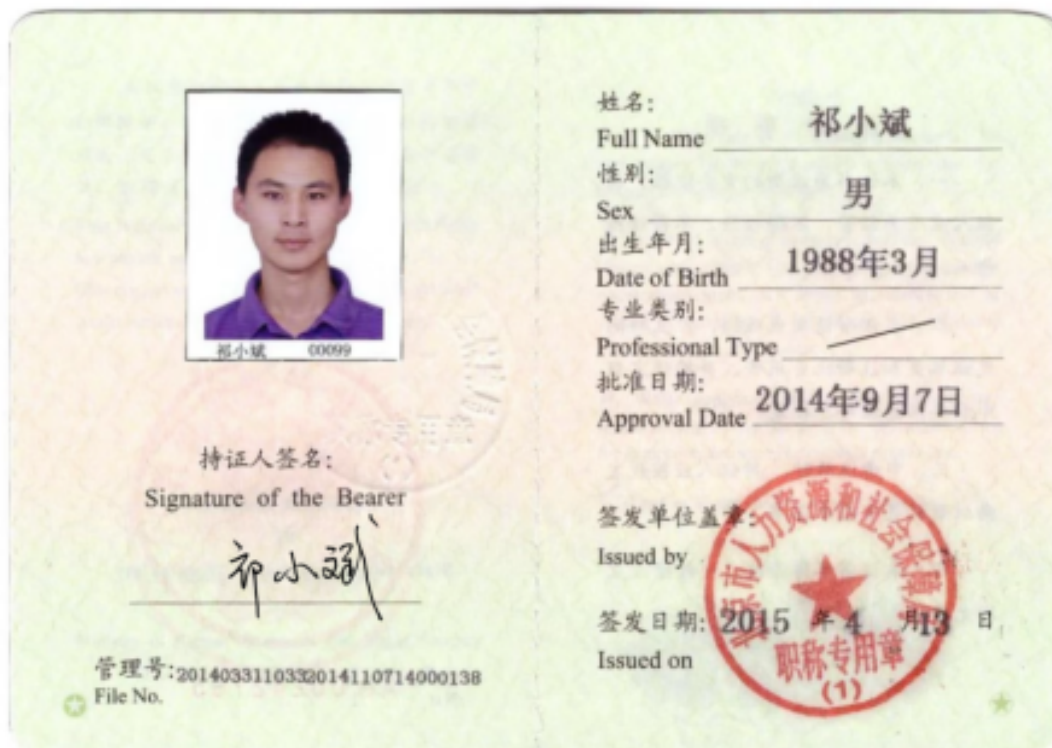 祁小斌 00099
持证人签名:
Signature of the Bearer
祁小斌
管理号:2014033110332014110714000138
File No.
姓名:
Full Name 祁小斌
性别:
Sex 男
出生年月:
Date of Birth 1988年3月
专业类别:
Professional Type
批准日期:
Approval Date 2014年9月7日
签发单位盖章:
Issued by
北京市人力资源和社会保障局
职称专用章
(1)
签发日期: 2015 年 4 月 13 日
Issued on